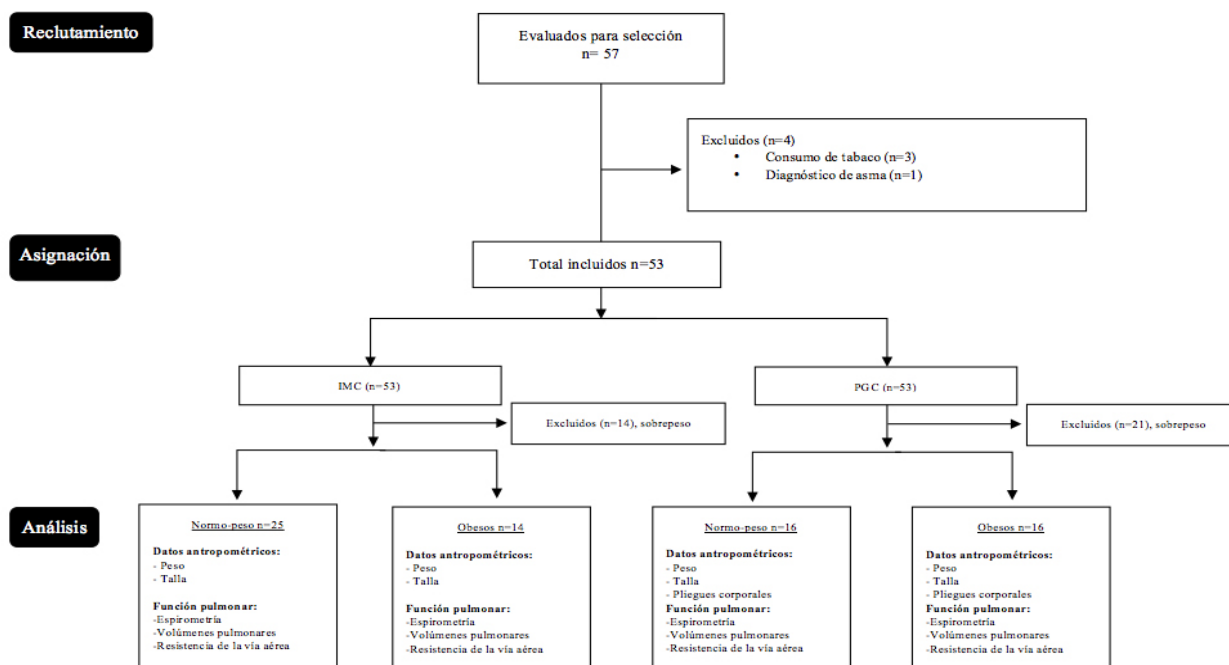 Reclutamiento
Evaluados para selección
n= 57
Excluidos (n=4)
• Consumo de tabaco (n=3)
• Diagnóstico de asma (n=1)
Asignación
Total incluidos n=53
IMC (n=53)
Excluidos (n=14), sobrepeso
PGC (n=53)
Excluidos (n=21), sobrepeso
Análisis
Normo-peso n=25
Datos antropométricos:
- Peso
- Talla
Función pulmonar:
-Espirometría
-Volúmenes pulmonares
-Resistencia de la vía aérea
Obesos n=14
Datos antropométricos:
- Peso
- Talla
Función pulmonar:
-Espirometría
-Volúmenes pulmonares
-Resistencia de la vía aérea
Normo-peso n=16
Datos antropométricos:
- Peso
- Talla
- Pliegues corporales
Función pulmonar:
-Espirometría
-Volúmenes pulmonares
-Resistencia de la vía aérea
Obesos n=16
Datos antropométricos:
- Peso
- Talla
- Pliegues corporales
Función pulmonar:
-Espirometría
-Volúmenes pulmonares
-Resistencia de la vía aérea